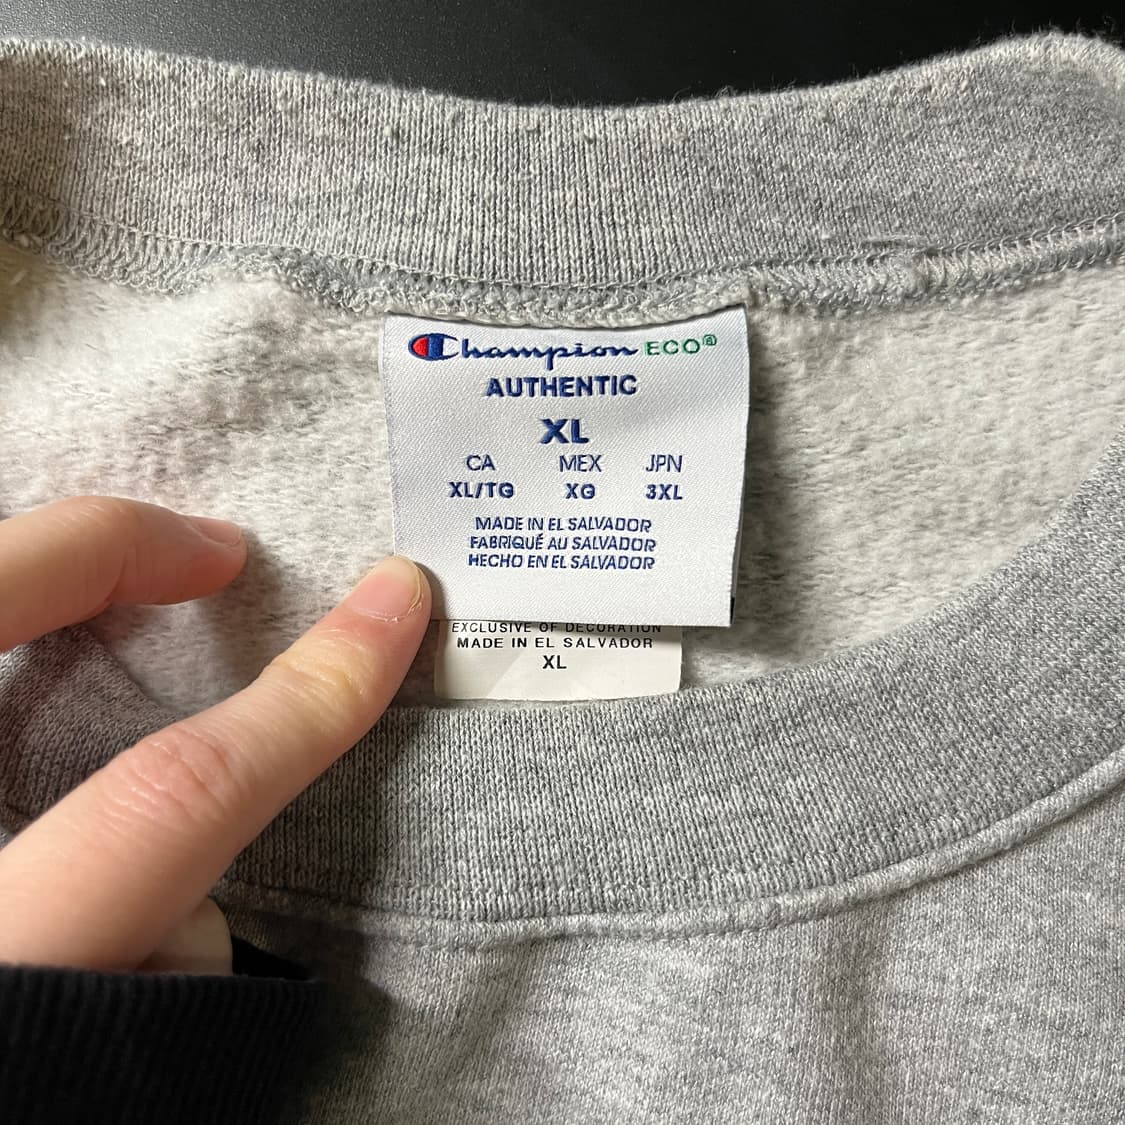 Champion ECO®
AUTHENTIC
XL
CA MEX JPN
XL/TG XG 3XL
MADE IN EL SALVADOR
FABRIQUÉ AU SALVADOR
HECHO EN EL SALVADOR
EXCLUSIVE OF DECORATION
MADE IN EL SALVADOR
XL